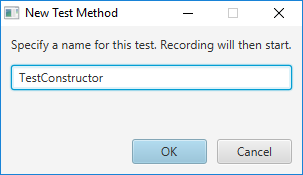 New Test Method
Specify a name for this test. Recording will then start.
TestConstructor
OK
Cancel